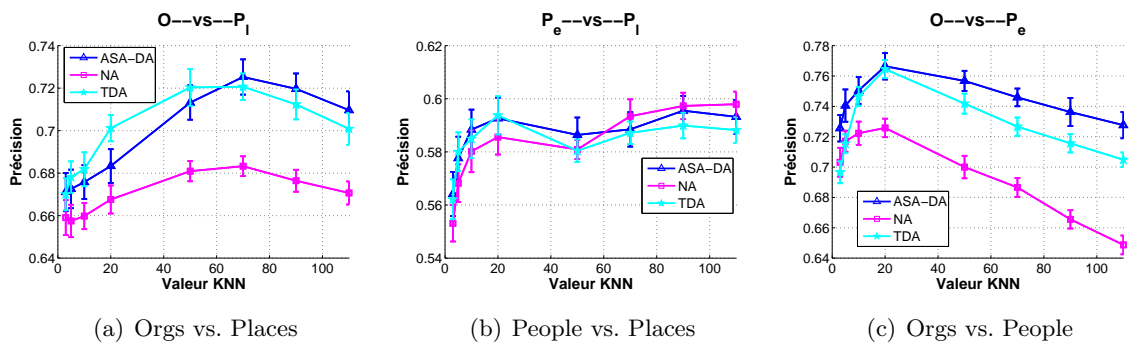 O--vs--P_l
0.74
0.72
0.7
0.68
0.66
0.64
Précision
ASA-DA
NA
TDA
0 20 40 60 80 100
Valeur KNN
(a) Orgs vs. Places
P_e--vs--P_l
0.62
0.6
0.58
0.56
0.54
Précision
ASA-DA
NA
TDA
0 20 40 60 80 100
Valeur KNN
(b) People vs. Places
O--vs--P_e
0.78
0.76
0.74
0.72
0.7
0.68
0.66
0.64
Précision
ASA-DA
NA
TDA
0 20 40 60 80 100
Valeur KNN
(c) Orgs vs. People